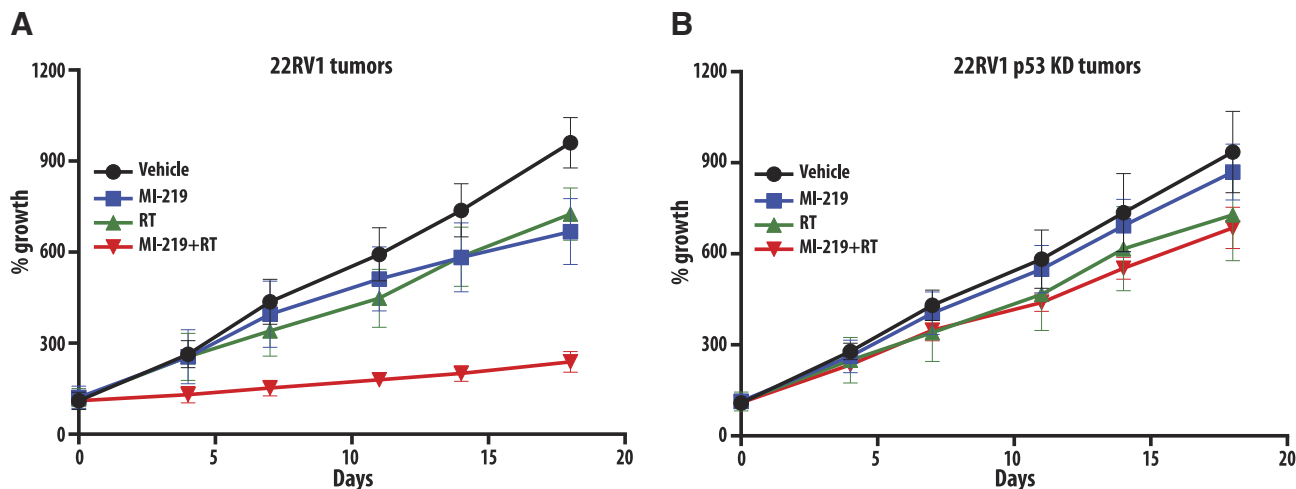 A
22RV1 tumors
1200
900
600
300
0
% growth
Vehicle
MI-219
RT
MI-219+RT
0 5 10 15 20
Days
B
22RV1 p53 KD tumors
1200
900
600
300
0
% growth
Vehicle
MI-219
RT
MI-219+RT
0 5 10 15 20
Days